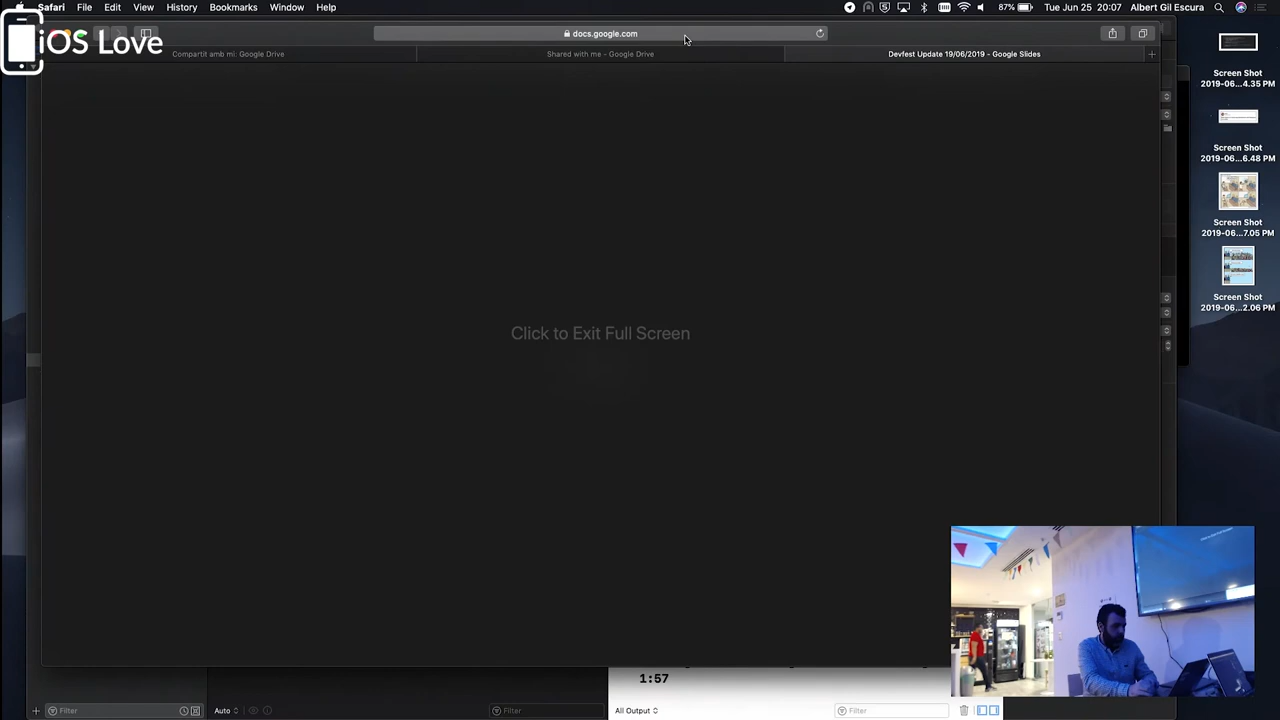 Safari File Edit View History Bookmarks Window Help 87% Tue Jun 25 20:07 Albert Gil Escura
iOS Love
docs.google.com
Compartit amb mi: Google Drive Shared with me - Google Drive Devfest Update 19/06/2019 - Google Slides
Screen Shot
2019-06...4.35 PM
Screen Shot
2019-06...6.48 PM
Screen Shot
2019-06...7.05 PM
Screen Shot
2019-06...2.06 PM
Click to Exit Full Screen
1:57
Filter Auto Filter All Output Filter